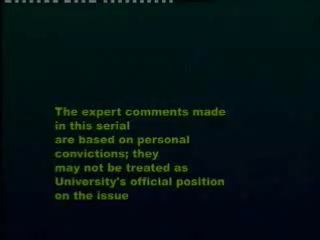 The expert comments made
in this serial
are based on personal
convictions; they
may not be treated as
University's official position
on the issue